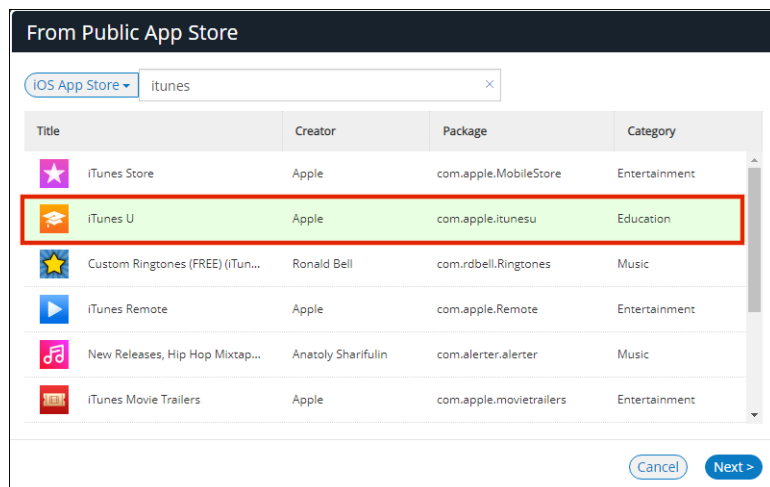 From Public App Store
iOS App Store itunes ×
Title Creator Package Category
iTunes Store Apple com.apple.MobileStore Entertainment
iTunes U Apple com.apple.itunesu Education
Custom Ringtones (FREE) (iTun... Ronald Bell com.rdbell.Ringtones Music
iTunes Remote Apple com.apple.Remote Entertainment
New Releases, Hip Hop Mixtap... Anatoly Sharifulin com.alerter.alerter Music
iTunes Movie Trailers Apple com.apple.movietrailers Entertainment
Cancel Next >